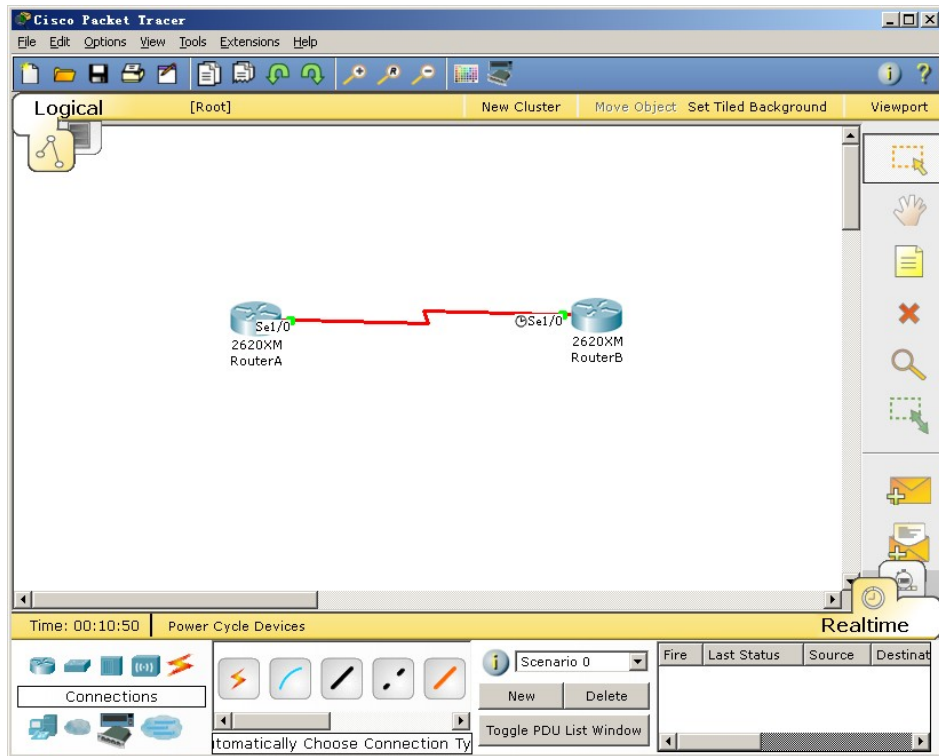 Cisco Packet Tracer
File Edit Options View Tools Extensions Help
Logical [Root] New Cluster Move Object Set Tiled Background Viewport
Se1/0 Se1/0
2620XM 2620XM
RouterA RouterB
Time: 00:10:50 Power Cycle Devices Realtime
Scenario 0 Fire Last Status Source Destinat
Connections New Delete
Toggle PDU List Window
tomatically Choose Connection Ty